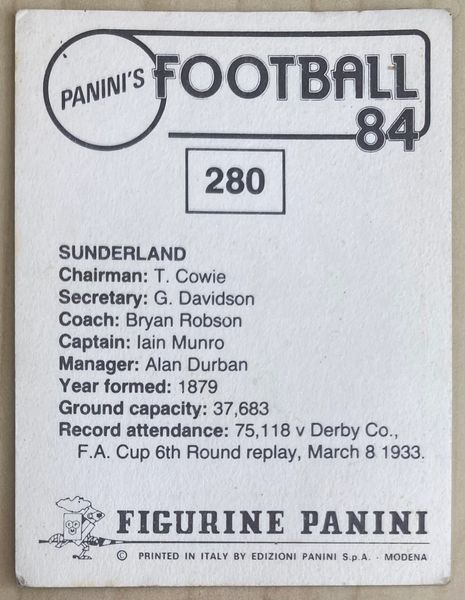 PANINI'S FOOTBALL
84
280
SUNDERLAND
Chairman: T. Cowie
Secretary: G. Davidson
Coach: Bryan Robson
Captain: Iain Munro
Manager: Alan Durban
Year formed: 1879
Ground capacity: 37,683
Record attendance: 75,118 v Derby Co.,
F.A. Cup 6th Round replay, March 8 1933.
FIGURINE PANINI
© PRINTED IN ITALY BY EDIZIONI PANINI S.p.A. · MODENA